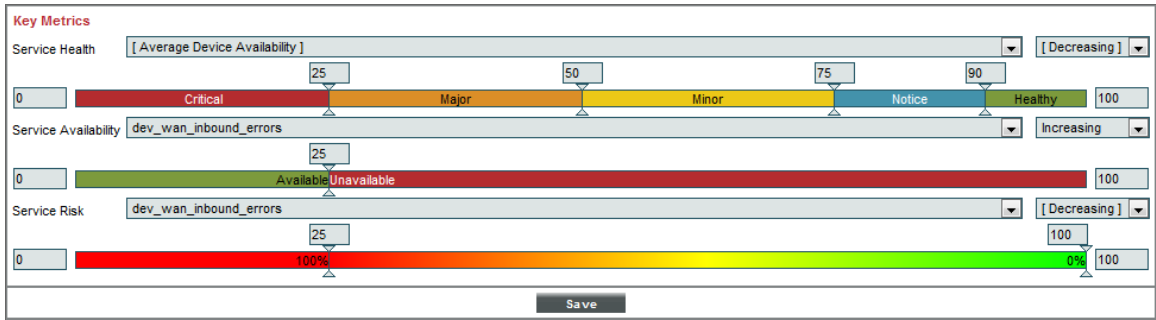 Key Metrics
Service Health [ Average Device Availability ] [ Decreasing ]
25 50 75 90
0 Critical Major Minor Notice Healthy 100
Service Availability dev_wan_inbound_errors Increasing
25
0 Available Unavailable 100
Service Risk dev_wan_inbound_errors [ Decreasing ]
25 100
0 100% 0% 100
Save